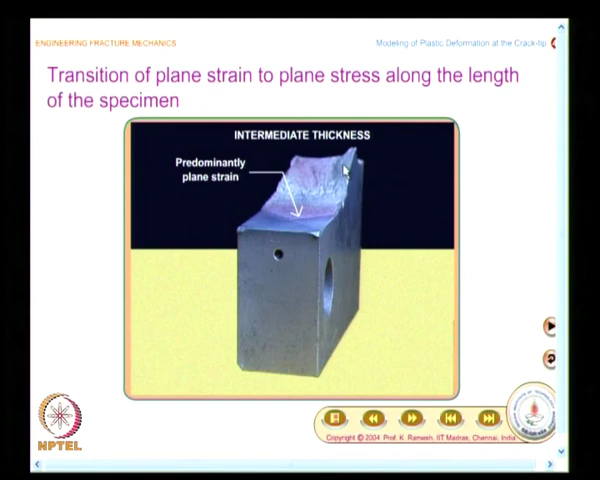 ENGINEERING FRACTURE MECHANICS
Modeling of Plastic Deformation at the Crack-tip
Transition of plane strain to plane stress along the length
of the specimen
INTERMEDIATE THICKNESS
Predominantly
plane strain
NPTEL
Copyright © 2004 Prof. K. Ramesh, IIT Madras, Chennai, India